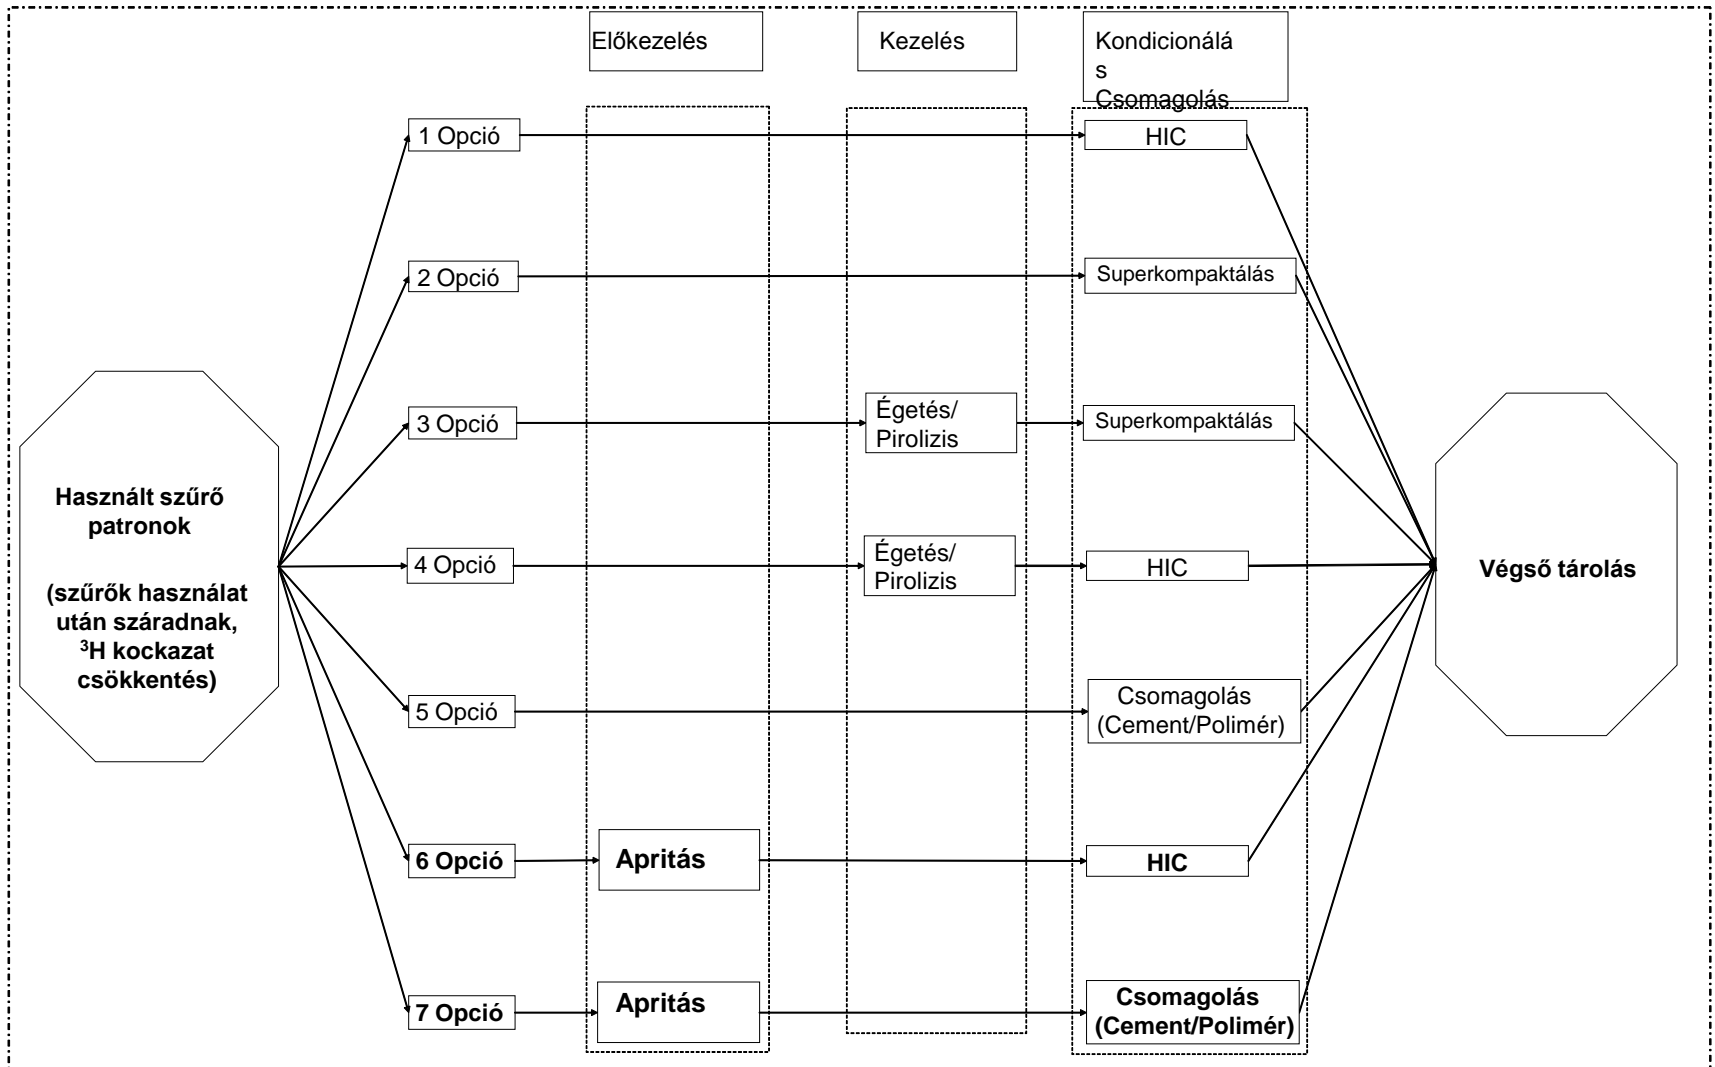 Előkezelés
Kezelés
Kondicionálá
s
Csomagolás
1 Opció
HIC
2 Opció
Superkompaktálás
3 Opció
Égetés/
Pirolizis
Superkompaktálás
Használt szűrő
patronok
(szűrők használat
után száradnak,
³H kockazat
csökkentés)
4 Opció
Égetés/
Pirolizis
HIC
Végső tárolás
5 Opció
Csomagolás
(Cement/Polimér)
6 Opció
Apritás
HIC
7 Opció
Apritás
Csomagolás
(Cement/Polimér)